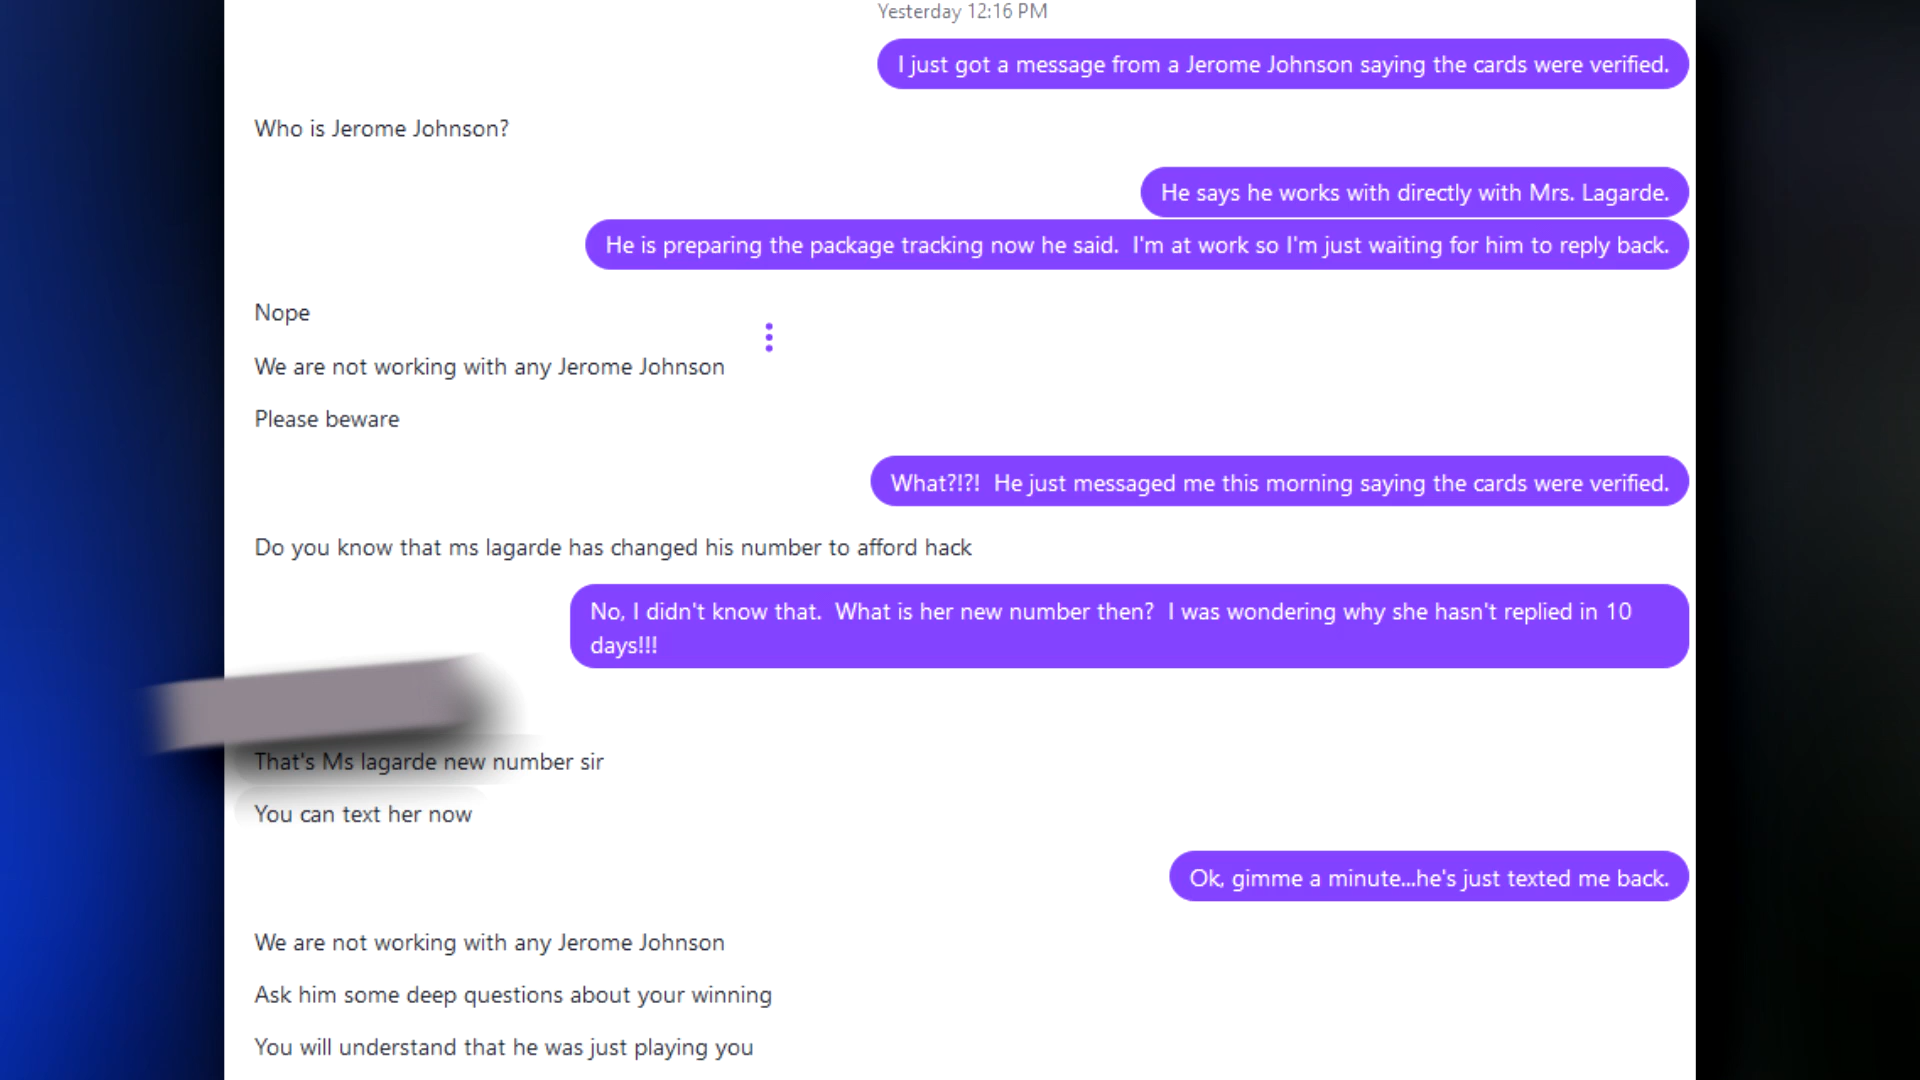 Yesterday 12:16 PM
I just got a message from a Jerome Johnson saying the cards were verified.
Who is Jerome Johnson?
He says he works with directly with Mrs. Lagarde.
He is preparing the package tracking now he said.  I'm at work so I'm just waiting for him to reply back.
Nope
We are not working with any Jerome Johnson
Please beware
What?!?!  He just messaged me this morning saying the cards were verified.
Do you know that ms lagarde has changed his number to afford hack
No, I didn't know that.  What is her new number then?  I was wondering why she hasn't replied in 10
days!!!
That's Ms lagarde new number sir
You can text her now
Ok, gimme a minute...he's just texted me back.
We are not working with any Jerome Johnson
Ask him some deep questions about your winning
You will understand that he was just playing you